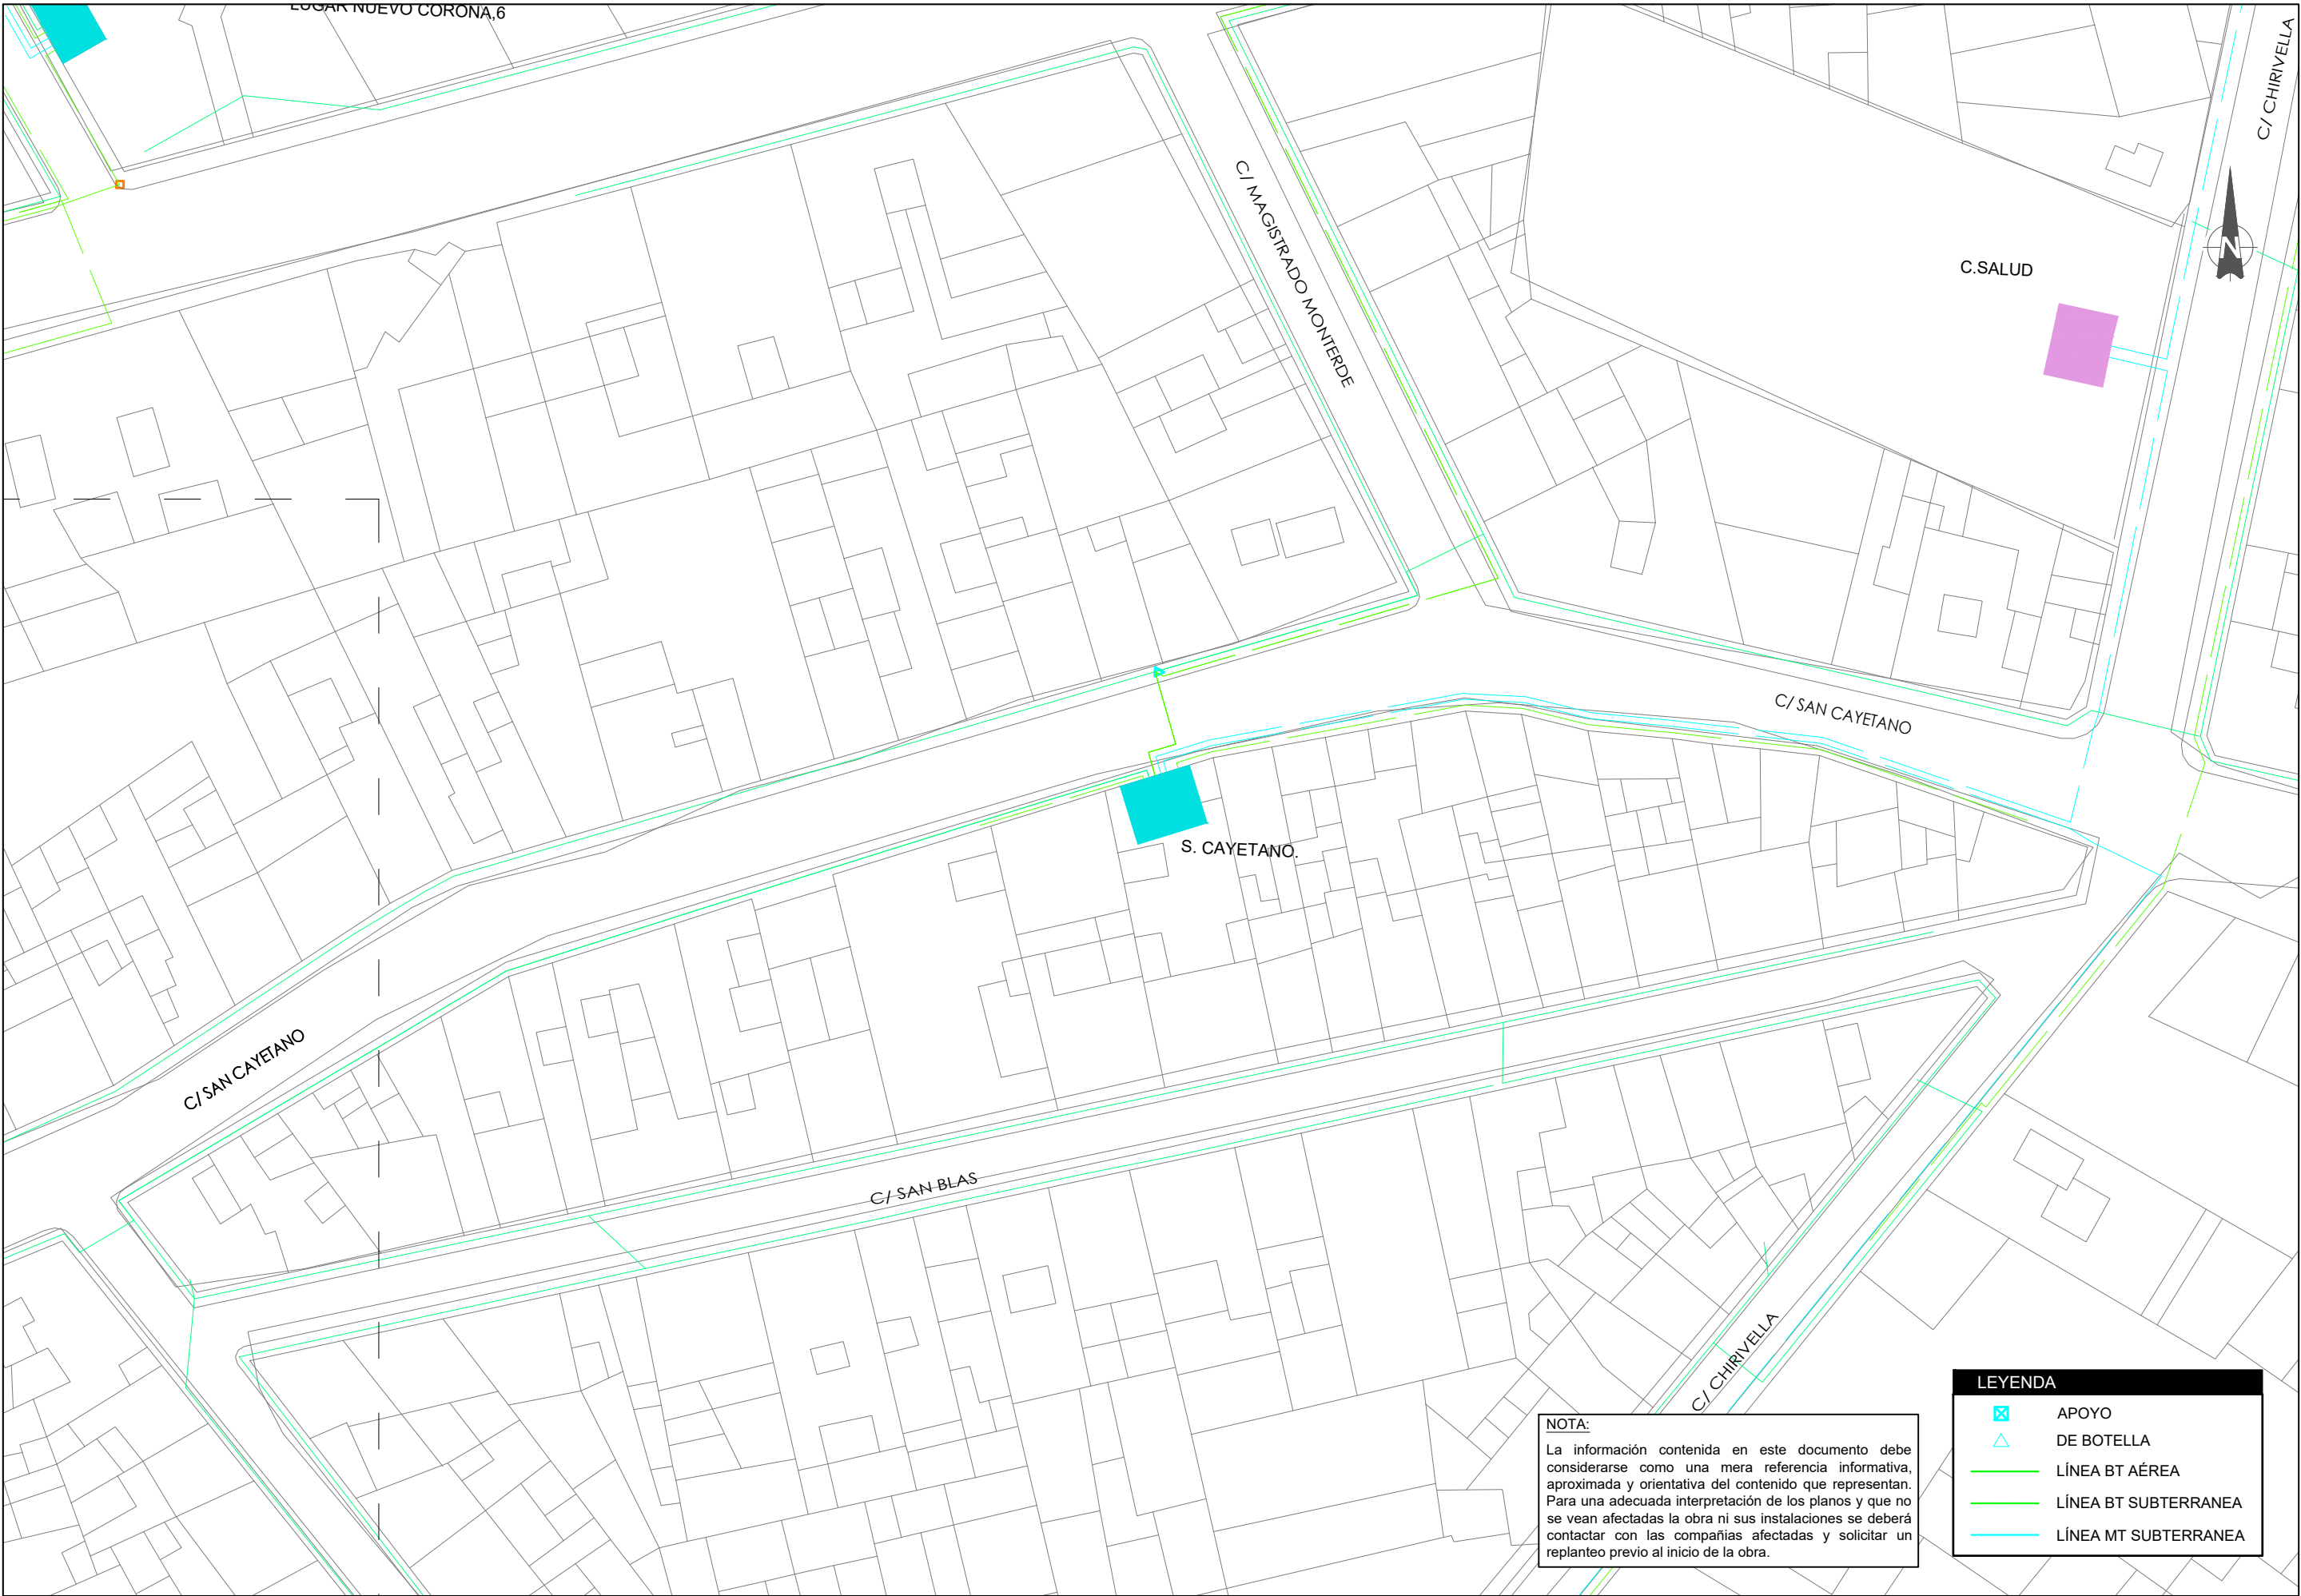 LUGAR NUEVO CORONA,6
C/ CHIRIVELLA
C/ MAGISTRADO MONTERDE
N
C.SALUD
C/ SAN CAYETANO
S. CAYETANO.
C/ SAN CAYETANO
C/ SAN BLAS
C/ CHIRIVELLA
NOTA:
La información contenida en este documento debe
considerarse como una mera referencia informativa,
aproximada y orientativa del contenido que representan.
Para una adecuada interpretación de los planos y que no
se vean afectadas la obra ni sus instalaciones se deberá
contactar con las compañias afectadas y solicitar un
replanteo previo al inicio de la obra.
LEYENDA
APOYO
DE BOTELLA
LÍNEA BT AÉREA
LÍNEA BT SUBTERRANEA
LÍNEA MT SUBTERRANEA